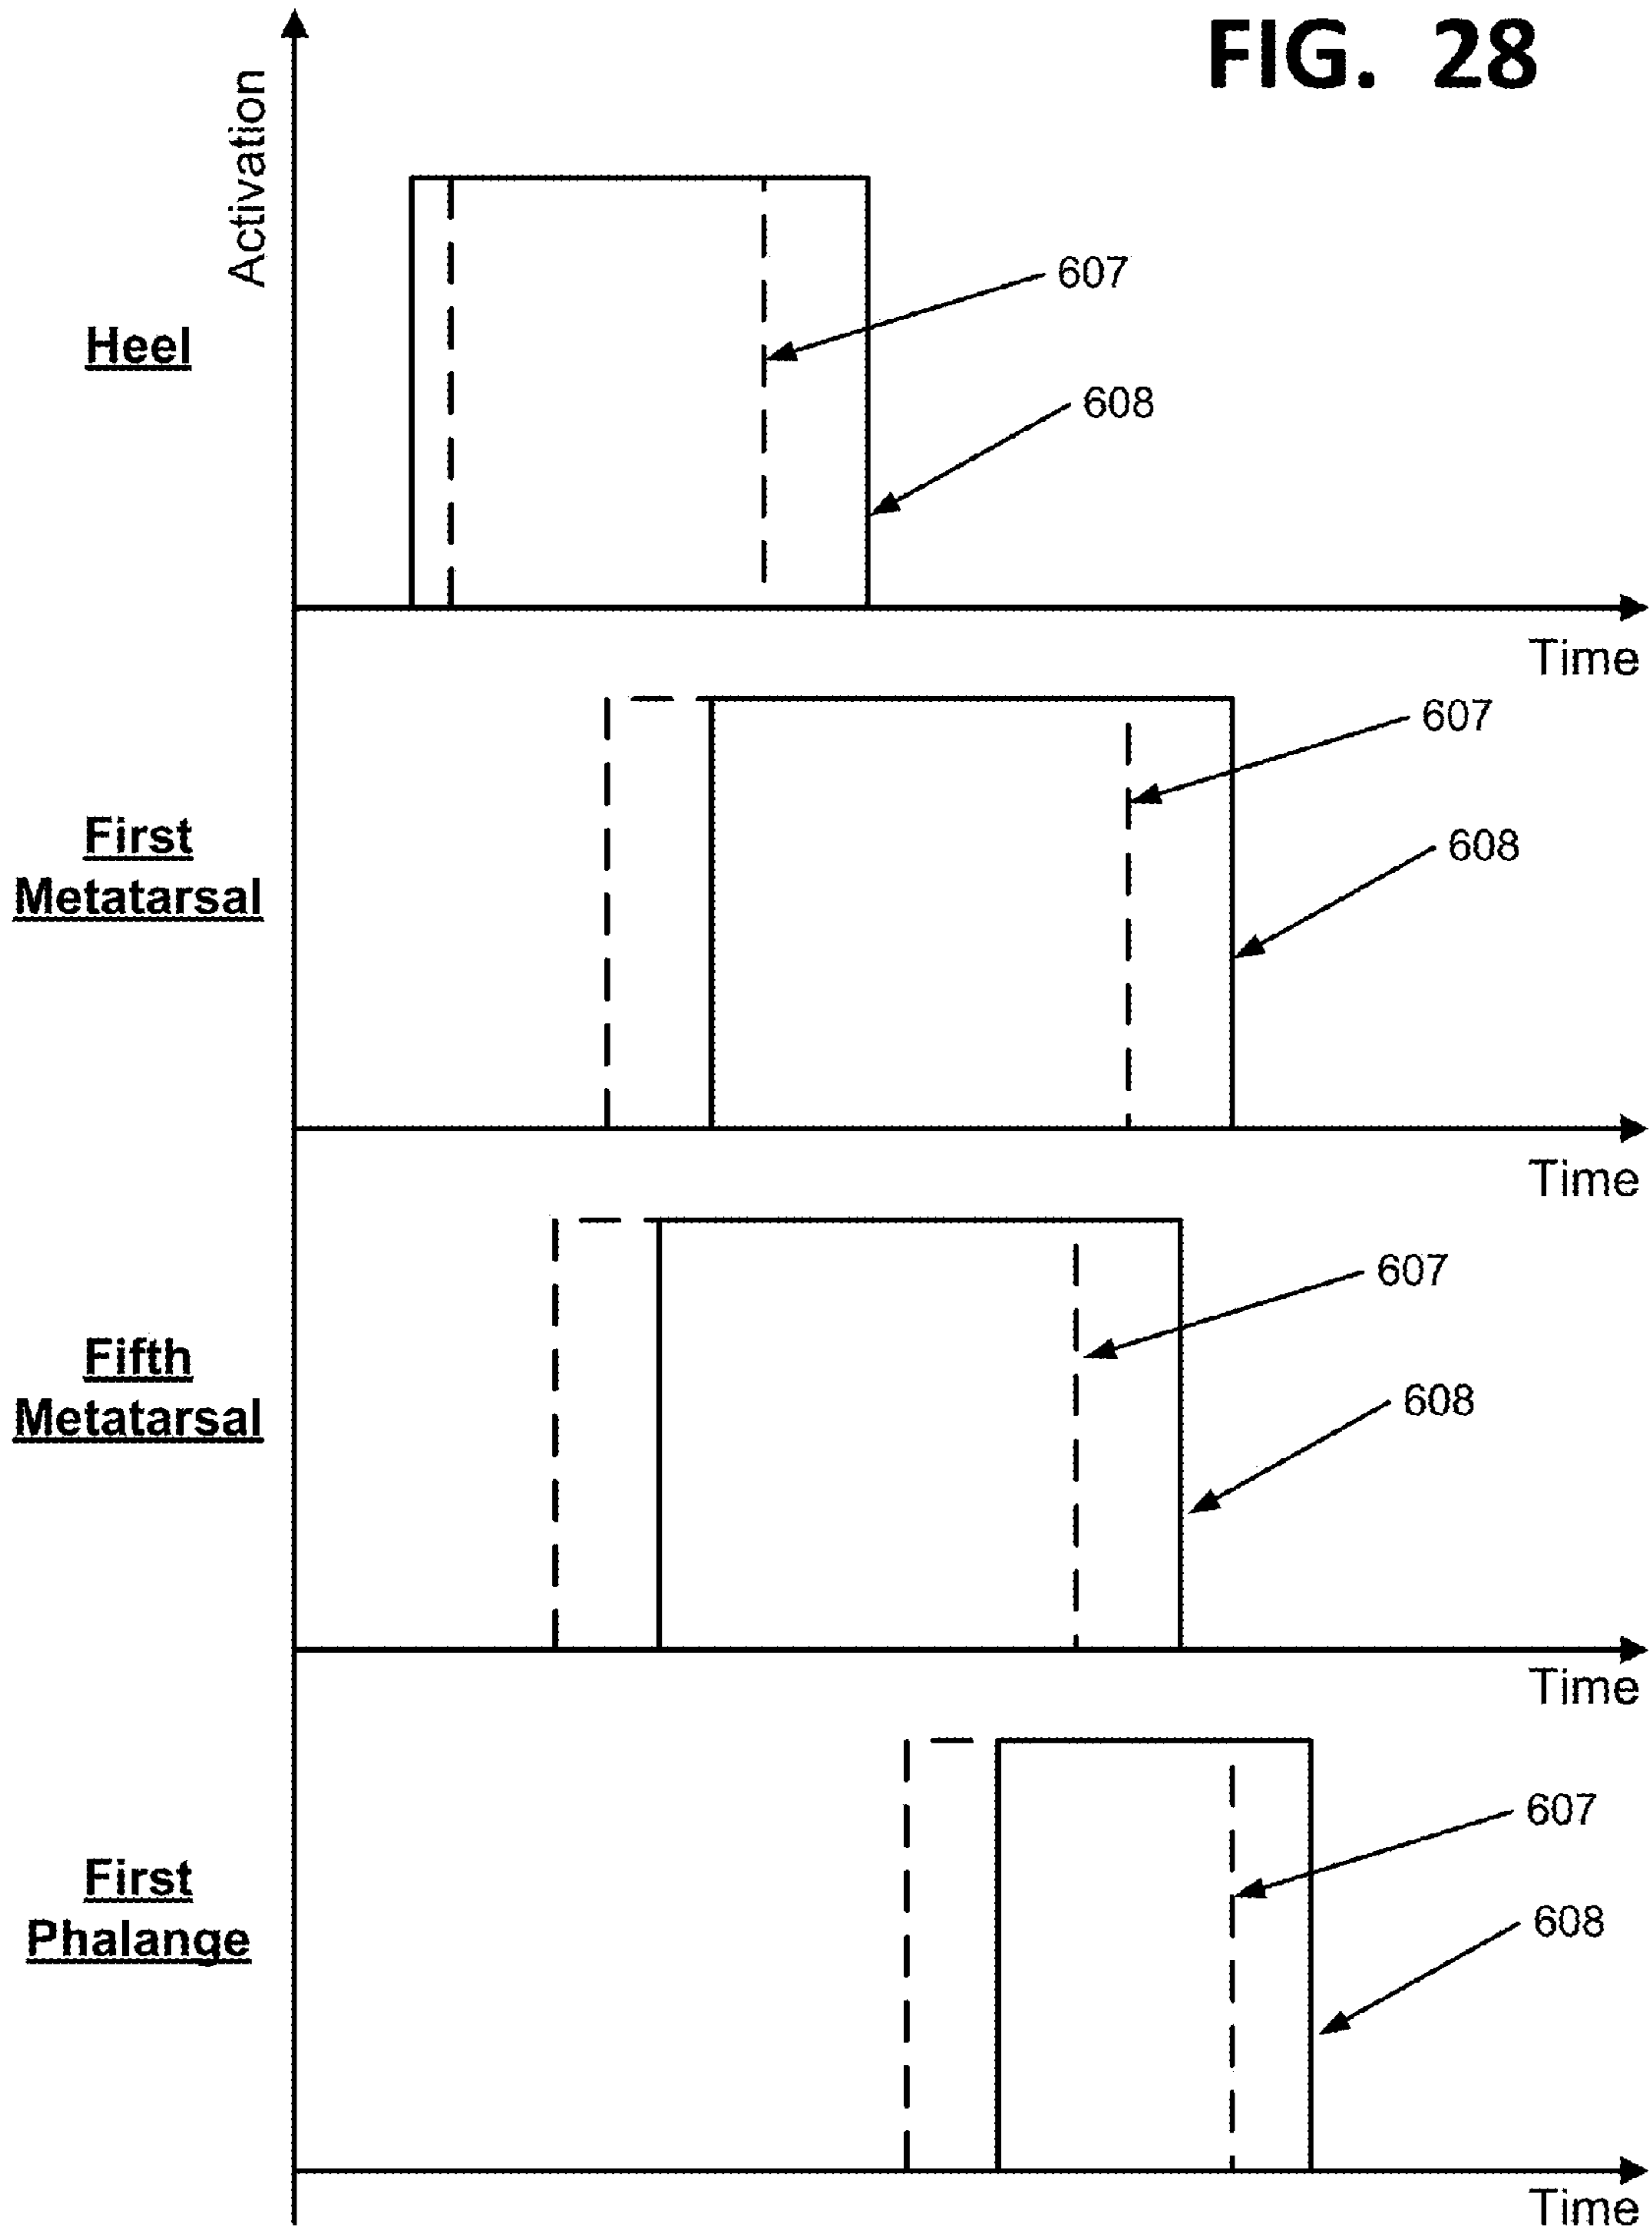 FIG. 28
Activation
Heel
607
608
Time
First
Metatarsal
607
608
Time
Fifth
Metatarsal
607
608
Time
First
Phalange
607
608
Time